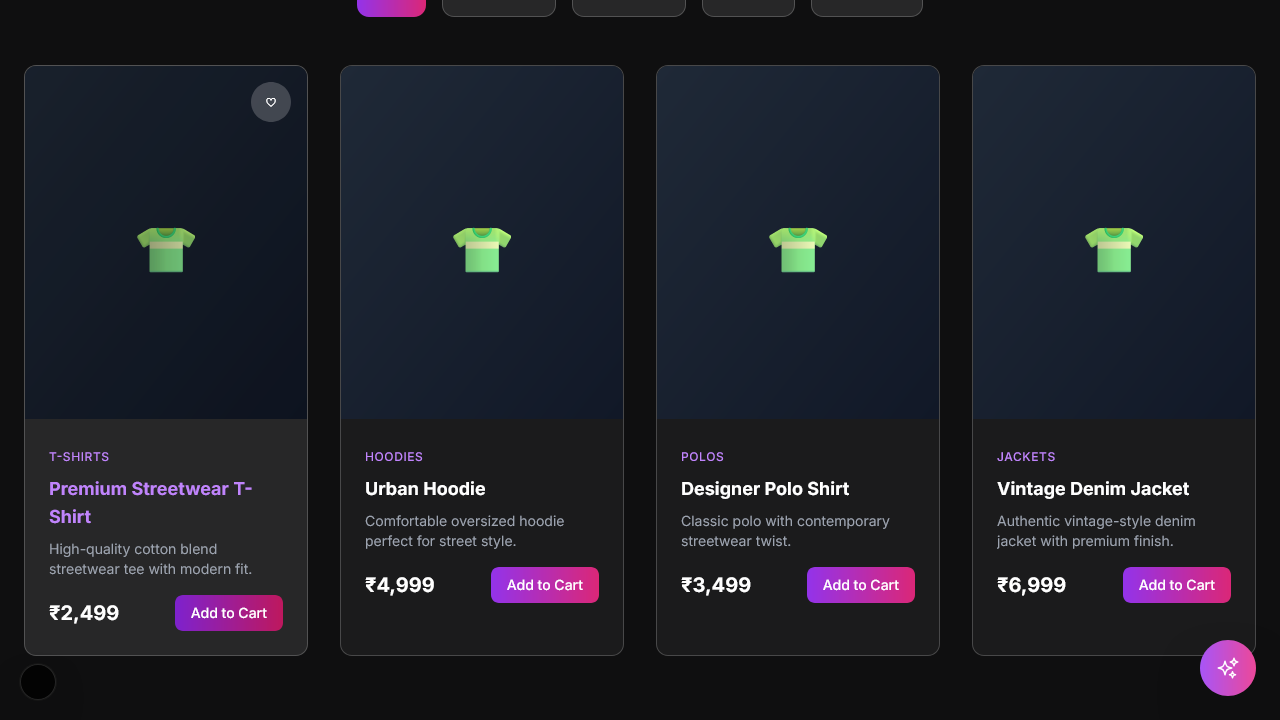 T-SHIRTS
Premium Streetwear T-
Shirt
High-quality cotton blend
streetwear tee with modern fit.
₹2,499
Add to Cart
HOODIES
Urban Hoodie
Comfortable oversized hoodie
perfect for street style.
₹4,999
Add to Cart
POLOS
Designer Polo Shirt
Classic polo with contemporary
streetwear twist.
₹3,499
Add to Cart
JACKETS
Vintage Denim Jacket
Authentic vintage-style denim
jacket with premium finish.
₹6,999
Add to Cart